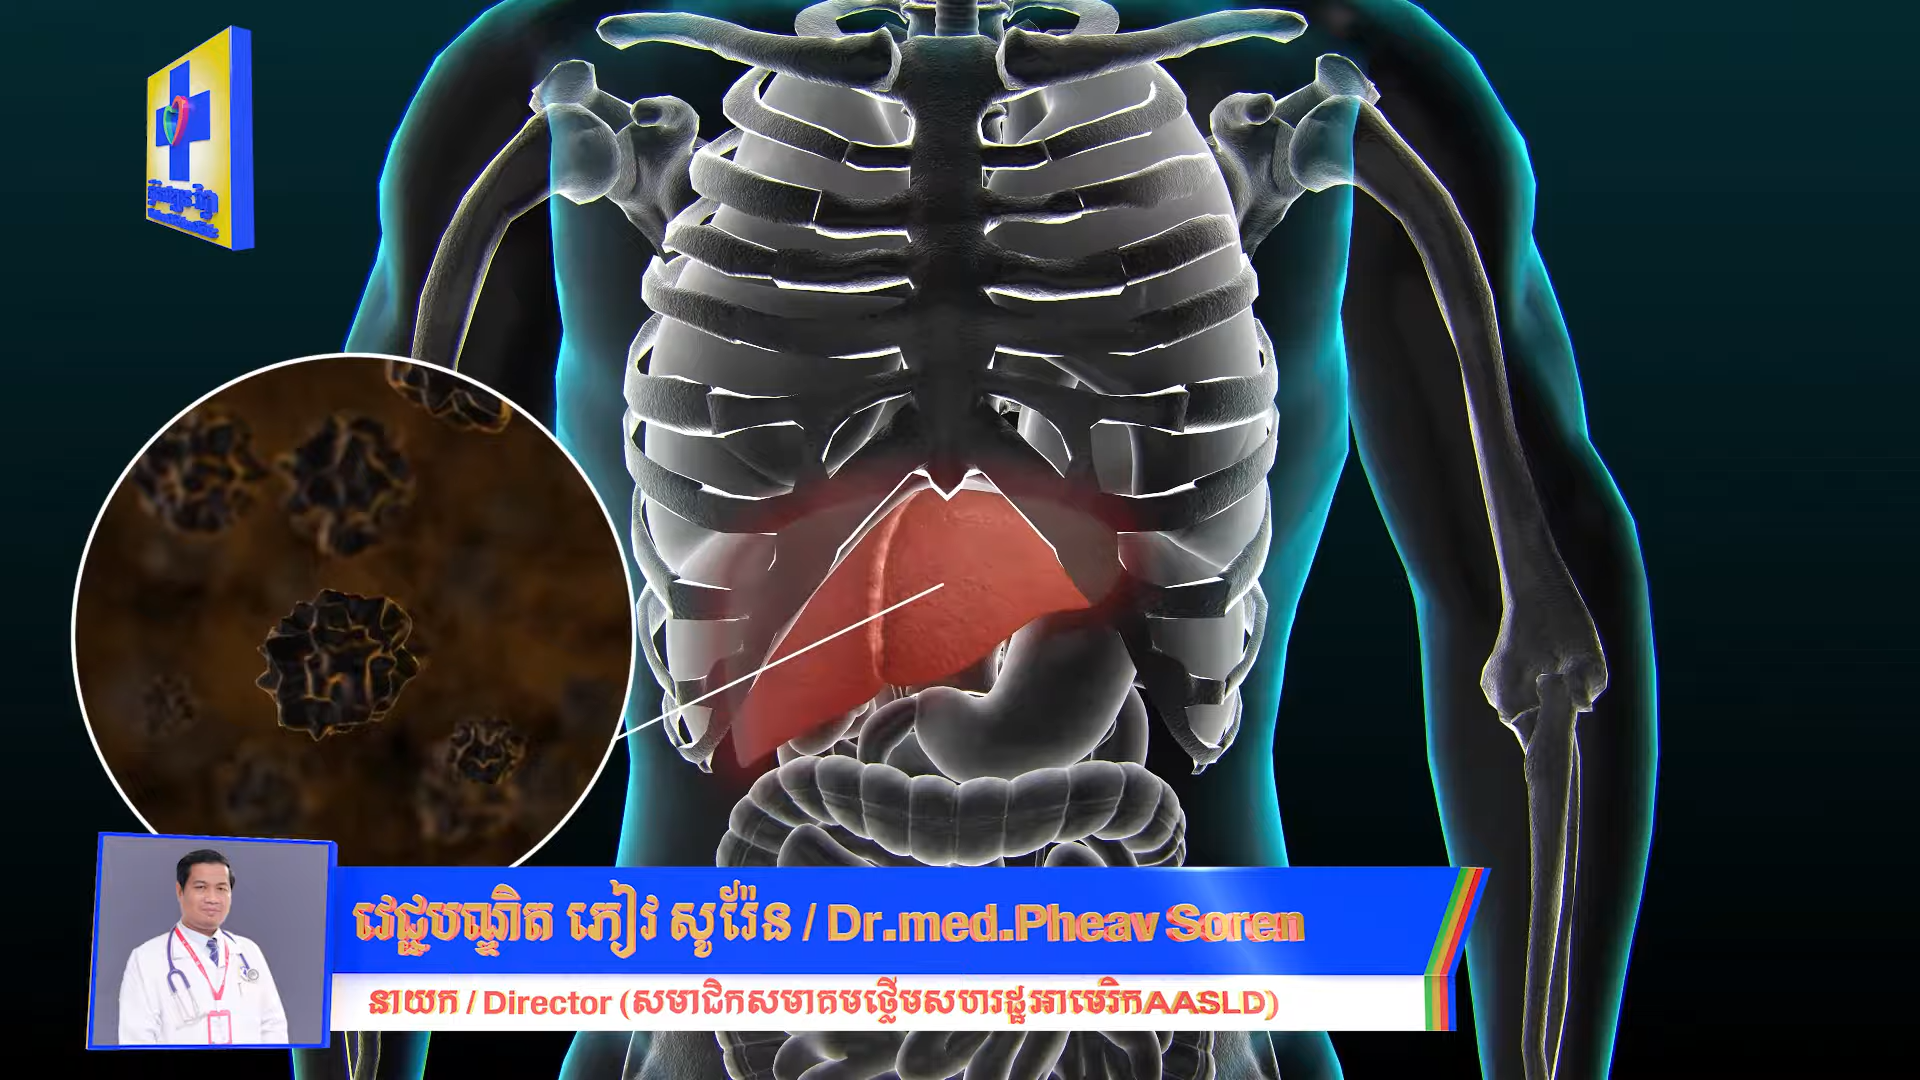 វេជ្ជបណ្ឌិត ភៀវ សូរ៉ែន / Dr.med.Pheav Soren
នាយក / Director (សមាជិកសមាគមថ្លើមសហរដ្ឋអាមេរិកAASLD)